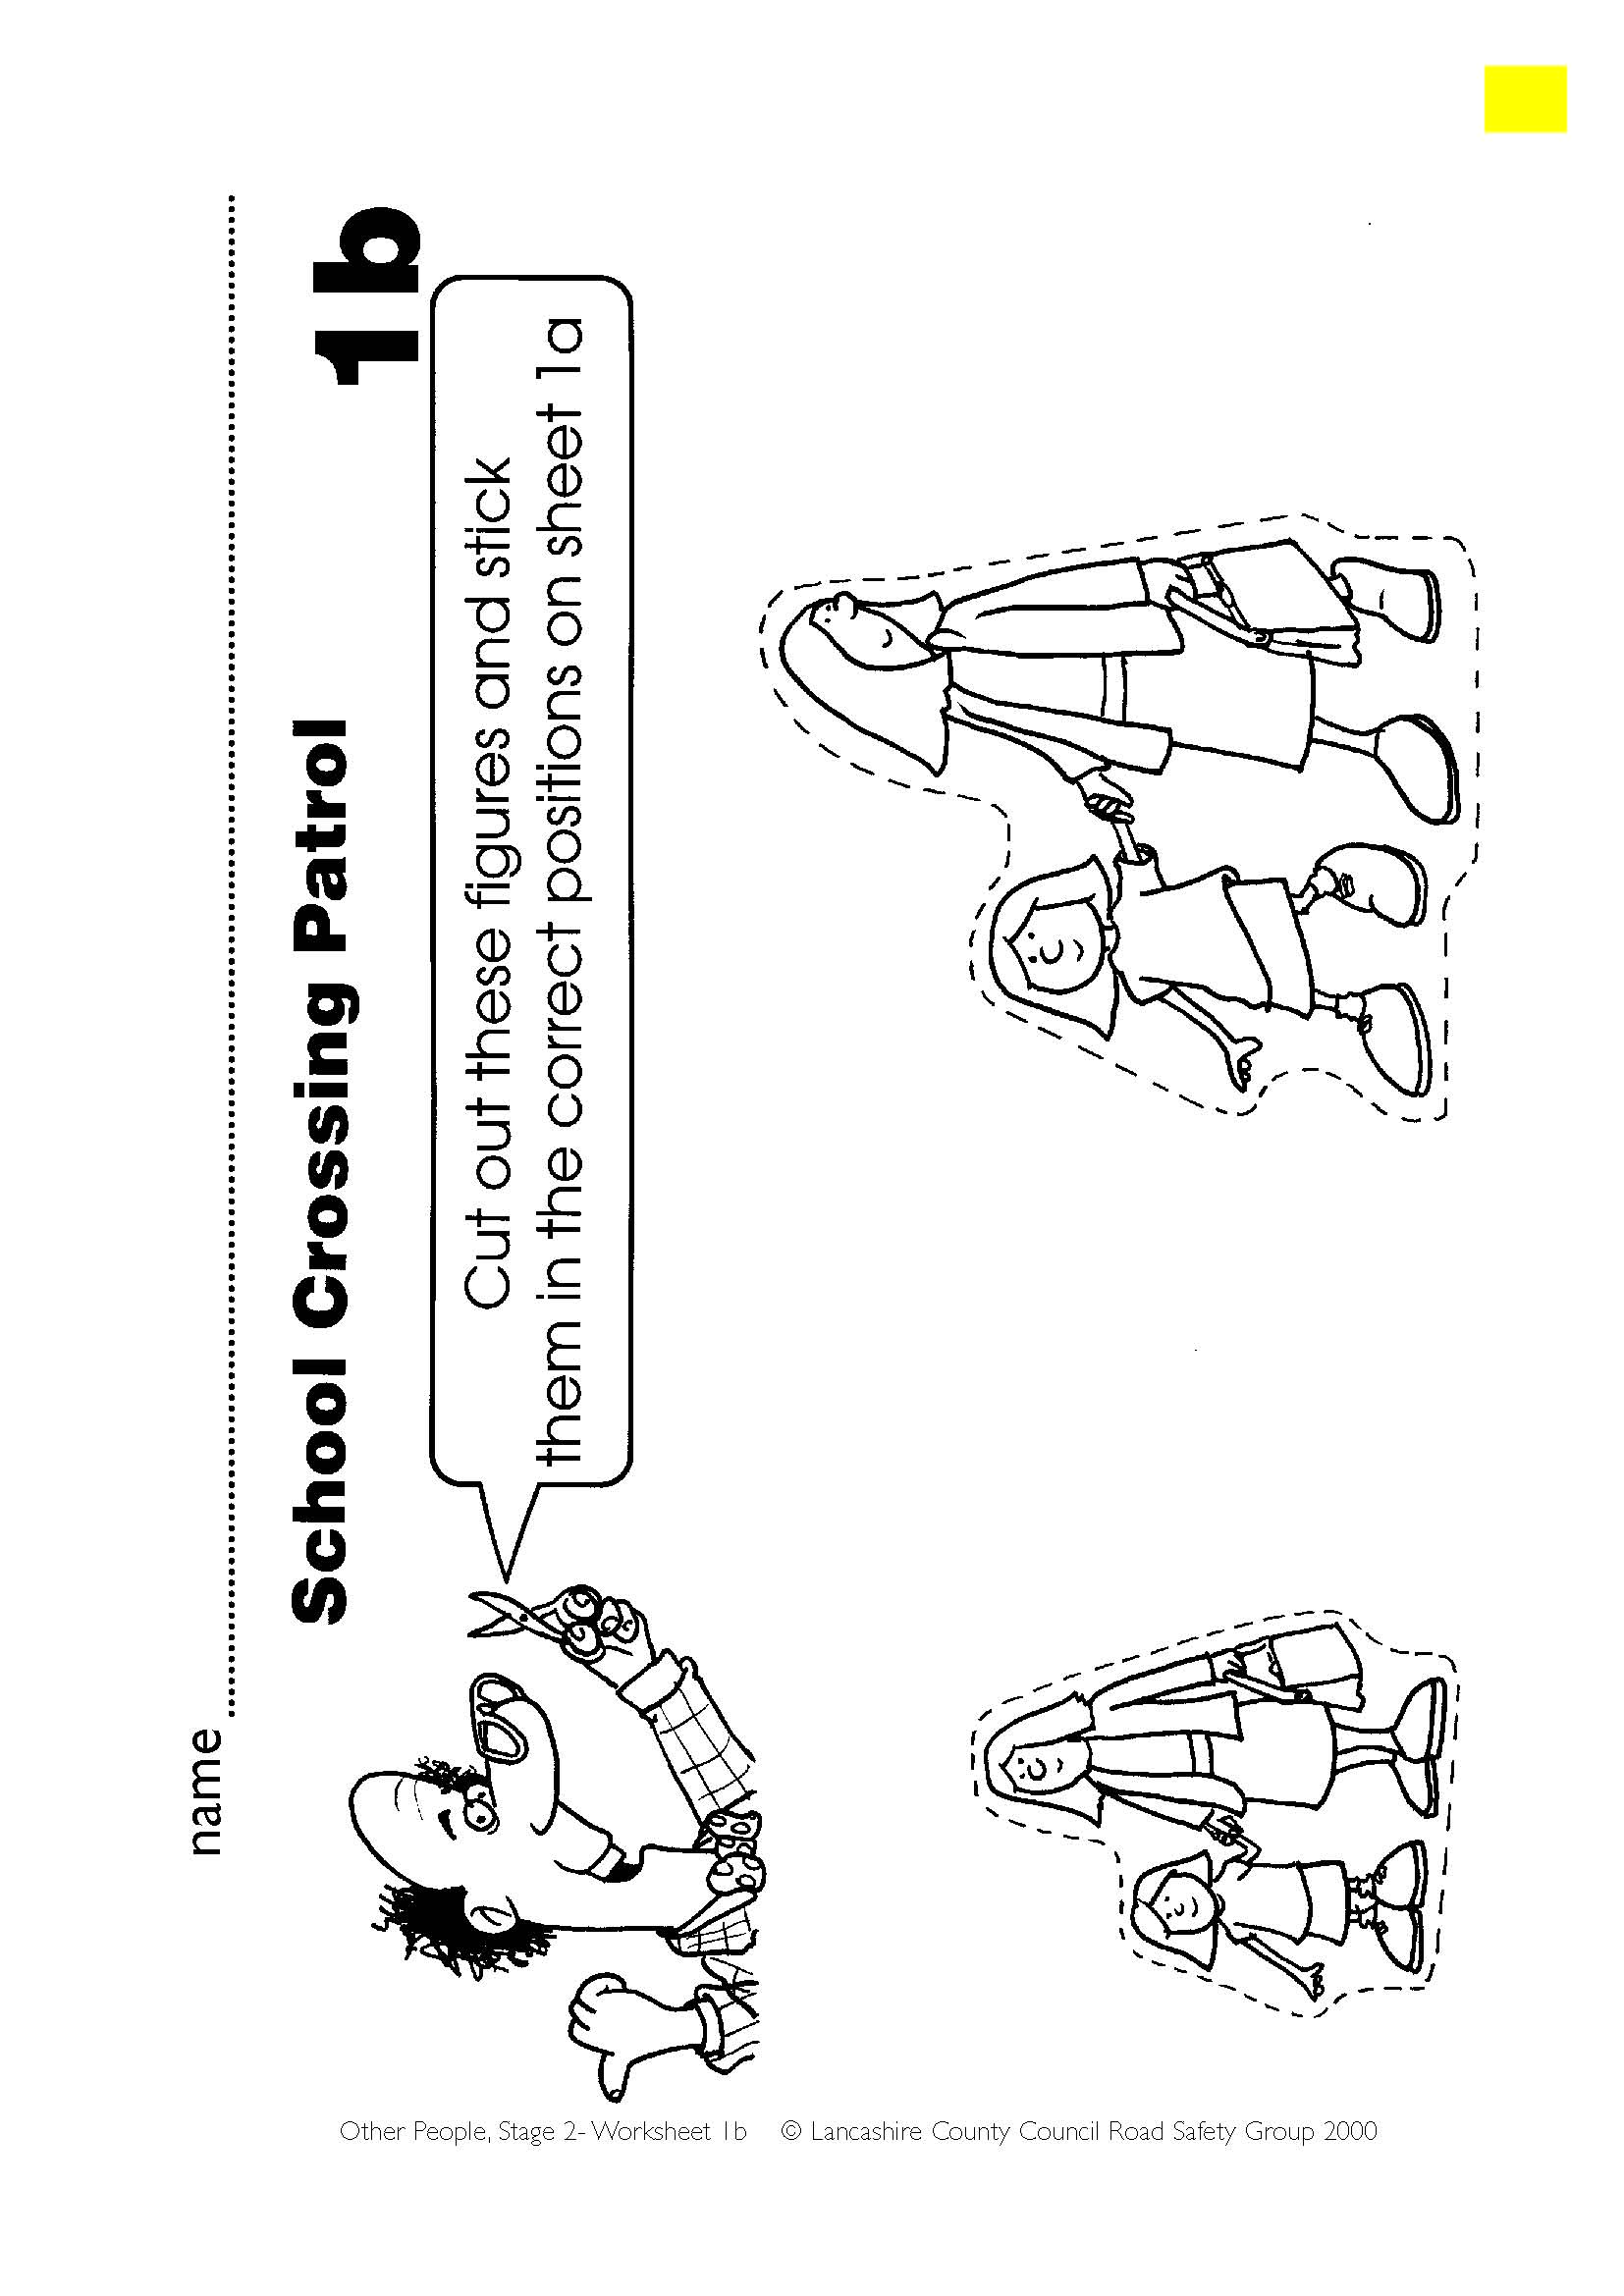 name
School Crossing Patrol 1b
Cut out these figures and stick
them in the correct positions on sheet 1a
Other People, Stage 2- Worksheet 1b © Lancashire County Council Road Safety Group 2000